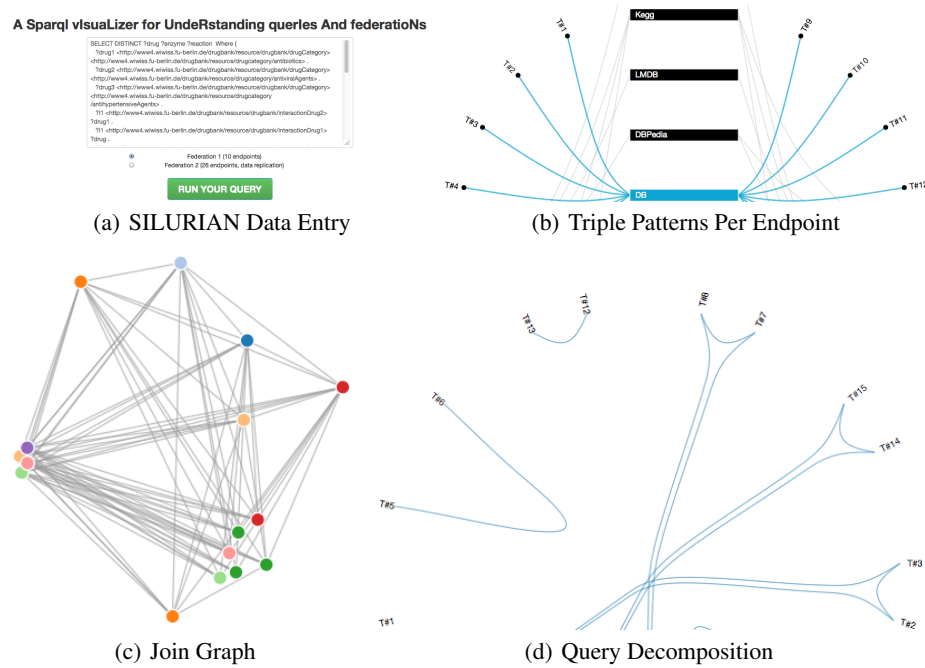 A Sparql vIsuaLizer for UndeRstanding querIes And federatioNs
SELECT DISTINCT ?drug ?enzyme ?reaction Where {
?drug1 <http://www4.wiwiss.fu-berlin.de/drugbank/resource/drugbank/drugCategory>
<http://www4.wiwiss.fu-berlin.de/drugbank/resource/drugcategory/antibiotics> .
?drug2 <http://www4.wiwiss.fu-berlin.de/drugbank/resource/drugbank/drugCategory>
<http://www4.wiwiss.fu-berlin.de/drugbank/resource/drugcategory/antiviralAgents> .
?drug3 <http://www4.wiwiss.fu-berlin.de/drugbank/resource/drugbank/drugCategory>
<http://www4.wiwiss.fu-berlin.de/drugbank/resource/drugcategory
/antihypertensiveAgents> .
?I1 <http://www4.wiwiss.fu-berlin.de/drugbank/resource/drugbank/interactionDrug2>
?drug1 .
?I1 <http://www4.wiwiss.fu-berlin.de/drugbank/resource/drugbank/interactionDrug1>
?drug .
Federation 1 (10 endpoints)
Federation 2 (26 endpoints, data replication)
RUN YOUR QUERY
(a) SILURIAN Data Entry
Kegg
LMDB
DBPedia
DB
T#1
T#2
T#3
T#4
T#9
T#10
T#11
T#12
(b) Triple Patterns Per Endpoint
(c) Join Graph
T#13
T#12
T#8
T#7
T#6
T#15
T#14
T#5
T#3
T#1
T#2
(d) Query Decomposition